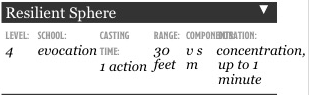 Resilient Sphere ▼
LEVEL: SCHOOL: CASTING TIME: RANGE: COMPONENTS: DURATION:
4 evocation 1 action 30 feet v s m concentration, up to 1 minute